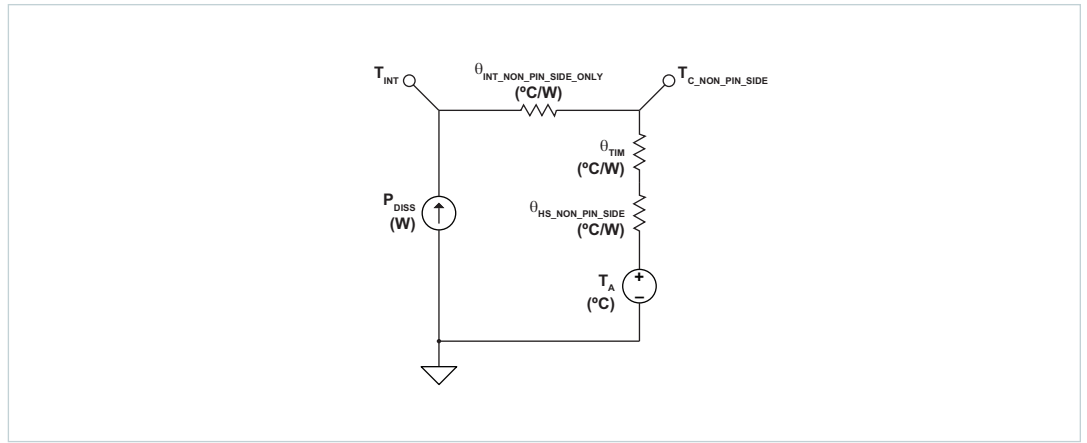 T_INT
θ_INT_NON_PIN_SIDE_ONLY
(ºC/W)
T_C_NON_PIN_SIDE
θ_TIM
(ºC/W)
P_DISS
(W)
θ_HS_NON_PIN_SIDE
(ºC/W)
T_A
(ºC)
+
–